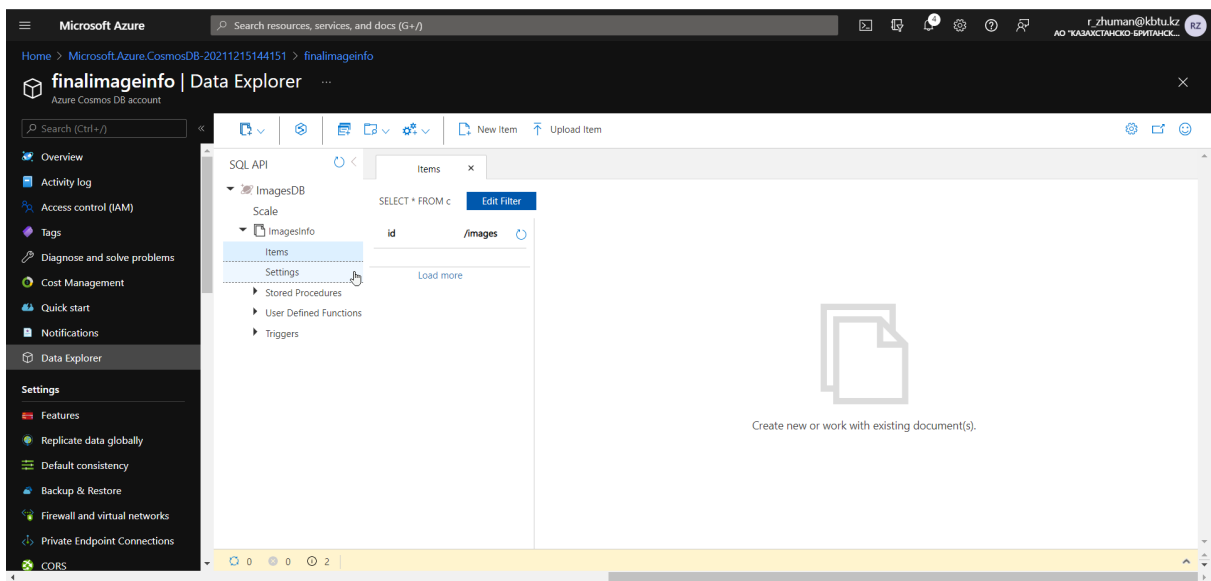 Microsoft Azure
Search resources, services, and docs (G+/)
4
r_zhuman@kbtu.kz
АО "КАЗАХСТАНСКО-БРИТАНСК...
RZ
Home > Microsoft.Azure.CosmosDB-20211215144151 > finalimageinfo
finalimageinfo | Data Explorer ...
Azure Cosmos DB account
Search (Ctrl+/)
Overview
Activity log
Access control (IAM)
Tags
Diagnose and solve problems
Cost Management
Quick start
Notifications
Data Explorer
Settings
Features
Replicate data globally
Default consistency
Backup & Restore
Firewall and virtual networks
Private Endpoint Connections
CORS
New Item
Upload Item
SQL API
ImagesDB
Scale
ImagesInfo
Items
Settings
Stored Procedures
User Defined Functions
Triggers
Items
SELECT * FROM c
Edit Filter
id /images
Load more
Create new or work with existing document(s).
0 0 2